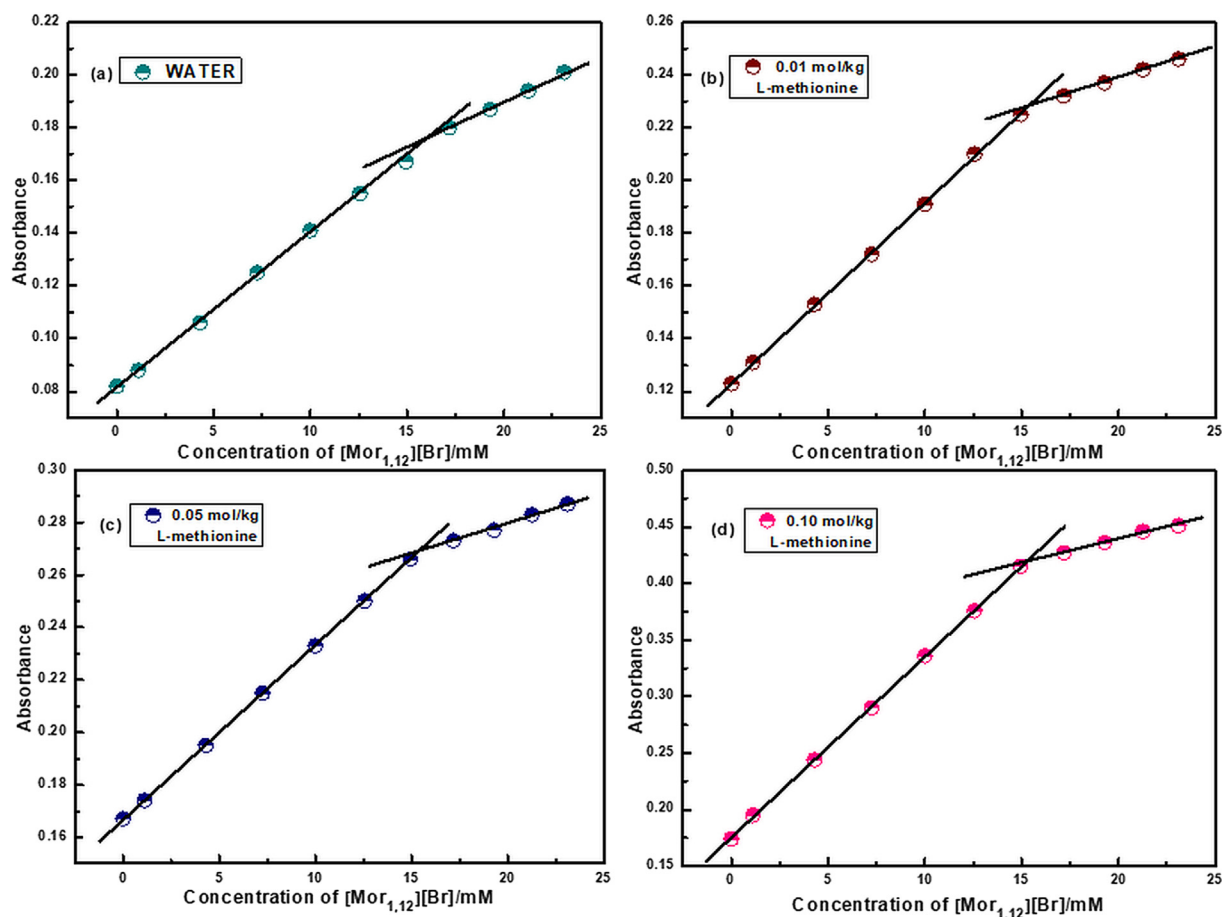 0.22
0.20
0.18
0.16
0.14
0.12
0.10
0.08
Absorbance
(a)
WATER
0 5 10 15 20 25
Concentration of [Mor1,12][Br]/mM
0.26
0.24
0.22
0.20
0.18
0.16
0.14
0.12
Absorbance
(b)
0.01 mol/kg
L-methionine
0 5 10 15 20 25
Concentration of [Mor1,12][Br]/mM
0.30
0.28
0.26
0.24
0.22
0.20
0.18
0.16
Absorbance
(c)
0.05 mol/kg
L-methionine
0 5 10 15 20 25
Concentration of [Mor1,12][Br]/mM
0.50
0.45
0.40
0.35
0.30
0.25
0.20
0.15
Absorbance
(d)
0.10 mol/kg
L-methionine
0 5 10 15 20 25
Concentration of [Mor1,12][Br]/mM